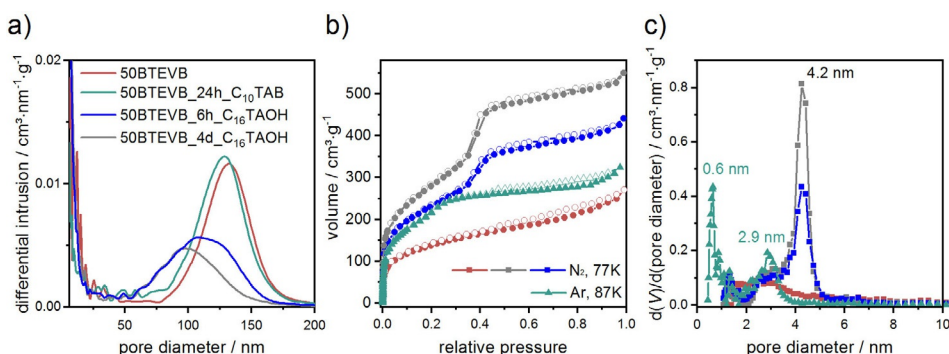 a)
differential intrusion / cm³·nm⁻¹·g⁻¹
0.02
0.01
0.00
50BTEVB
50BTEVB_24h_C₁₀TAB
50BTEVB_6h_C₁₆TAOH
50BTEVB_4d_C₁₆TAOH
50 100 150 200
pore diameter / nm
b)
volume / cm³·g⁻¹
500
400
300
200
100
0
N₂, 77K
Ar, 87K
0.0 0.2 0.4 0.6 0.8 1.0
relative pressure
c)
d(V)/d(pore diameter) / cm³·nm⁻¹·g⁻¹
1.0
0.8
0.6
0.4
0.2
0.0
4.2 nm
0.6 nm
2.9 nm
0 2 4 6 8 10
pore diameter / nm